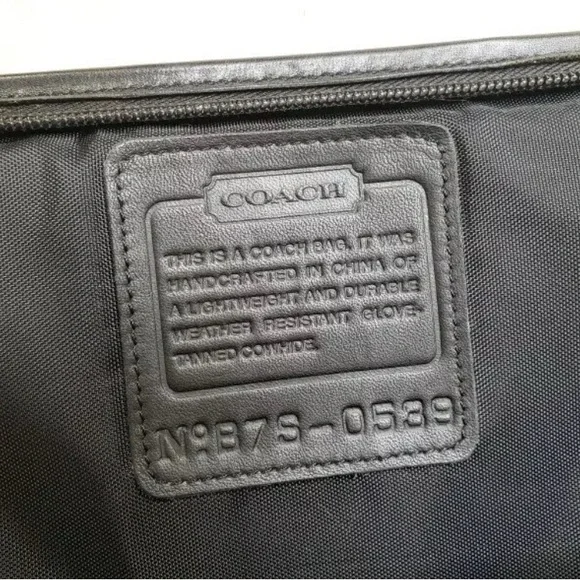 COACH
THIS IS A COACH BAG. IT WAS
HANDCRAFTED IN CHINA OF
A LIGHTWEIGHT AND DURABLE
WEATHER RESISTANT GLOVE-
TANNED COWHIDE.
Nº B7S-0539